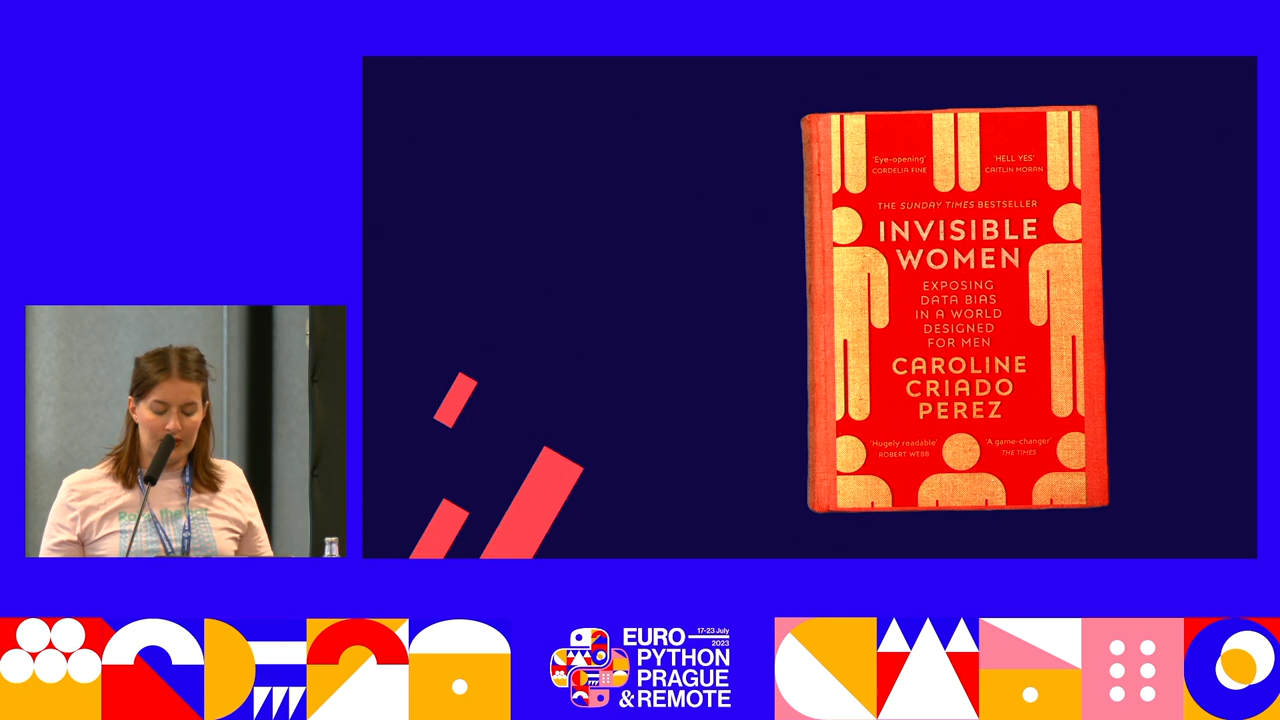 'Eye-opening'
CORDELIA FINE
'HELL YES'
CAITLIN MORAN
THE SUNDAY TIMES BESTSELLER
INVISIBLE
WOMEN
EXPOSING
DATA BIAS
IN A WORLD
DESIGNED
FOR MEN
CAROLINE
CRIADO
PEREZ
'Hugely readable'
ROBERT WEBB
'A game-changer'
THE TIMES
17-23 July
2023
EURO
PYTHON
PRAGUE
& REMOTE